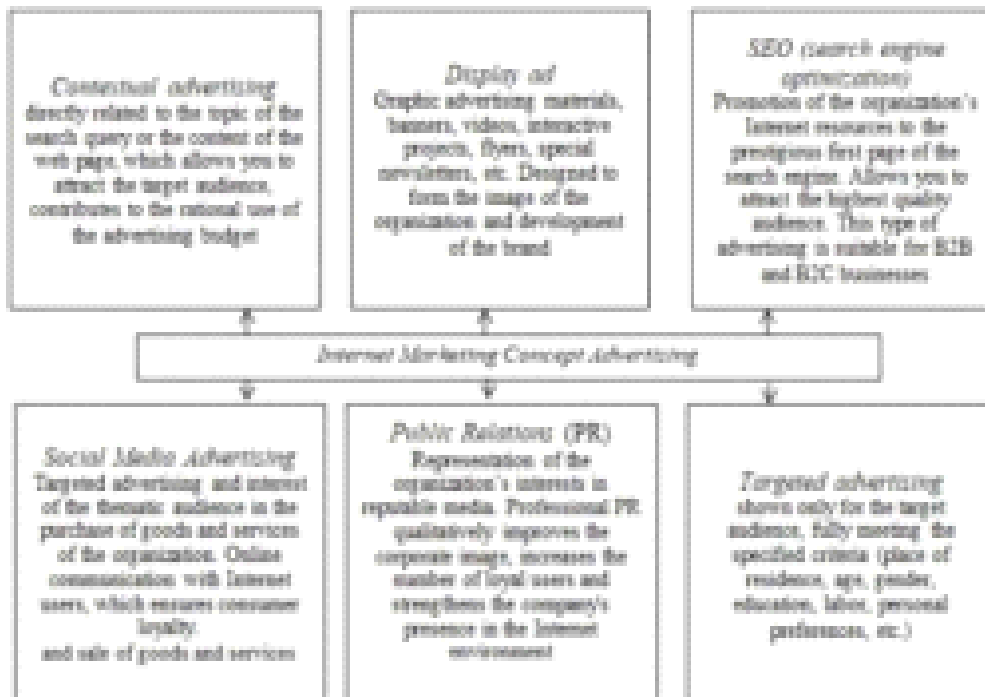 Contextual advertising
directly related to the topic of the
search query or the content of the
web page, which allows you to
attract the target audience,
contributes to the rational use of
the advertising budget
Display ad
Graphic advertising materials,
banners, videos, interactive
projects, flyers, special
newsletters, etc. Designed to
form the image of the
organization and development
of the brand
SEO (search engine
optimization)
Promotion of the organization's
Internet resources to the
prestigious first page of the
search engine. Allows you to
attract the highest quality
audience. This type of
advertising is suitable for B2B
and B2C businesses
Internet Marketing Concept Advertising
Social Media Advertising
Targeted advertising and interest
of the thematic audience in the
purchase of goods and services
of the organization. Online
communication with Internet
users, which ensures consumer
loyalty.
and sale of goods and services
Public Relations (PR)
Representation of the
organization's interests in
reputable media. Professional PR
qualitatively improves the
corporate image, increases the
number of loyal users and
strengthens the company's
presence in the Internet
environment
Targeted advertising
shown only for the target
audience, fully meeting the
specified criteria (place of
residence, age, gender,
education, labor, personal
preferences, etc.)